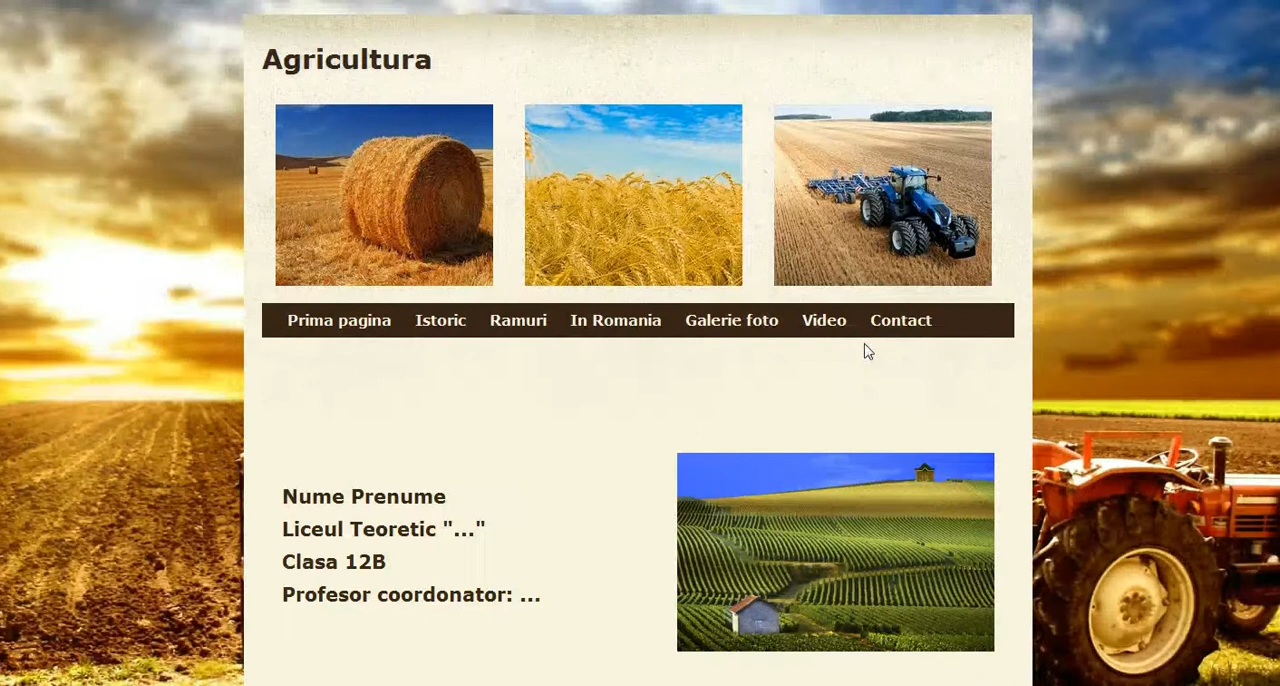 Agricultura
Prima pagina Istoric Ramuri In Romania Galerie foto Video Contact
Nume Prenume
Liceul Teoretic "..."
Clasa 12B
Profesor coordonator: ...